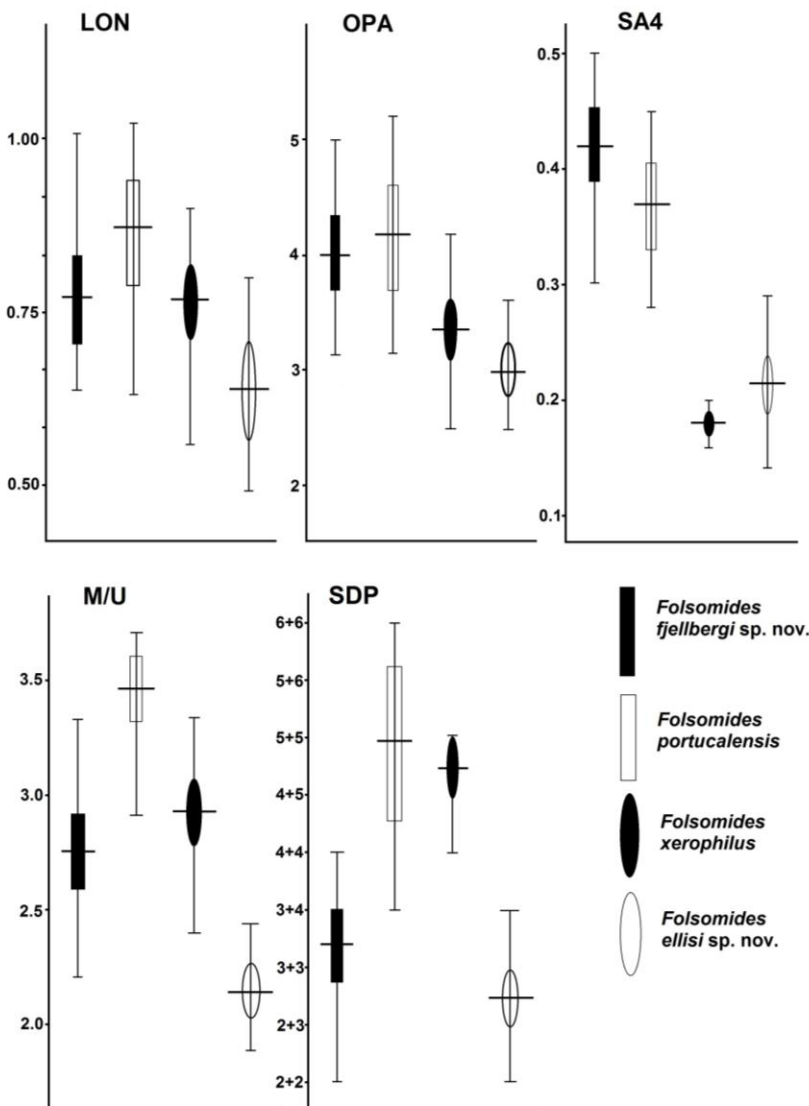 LON
1.00
0.75
0.50
OPA
5
4
3
2
SA4
0.5
0.4
0.3
0.2
0.1
M/U
3.5
3.0
2.5
2.0
SDP
6+6
5+6
5+5
4+5
4+4
3+4
3+3
2+3
2+2
Folsomides
fjellbergi sp. nov.
Folsomides
portucalensis
Folsomides
xerophilus
Folsomides
ellisi sp. nov.